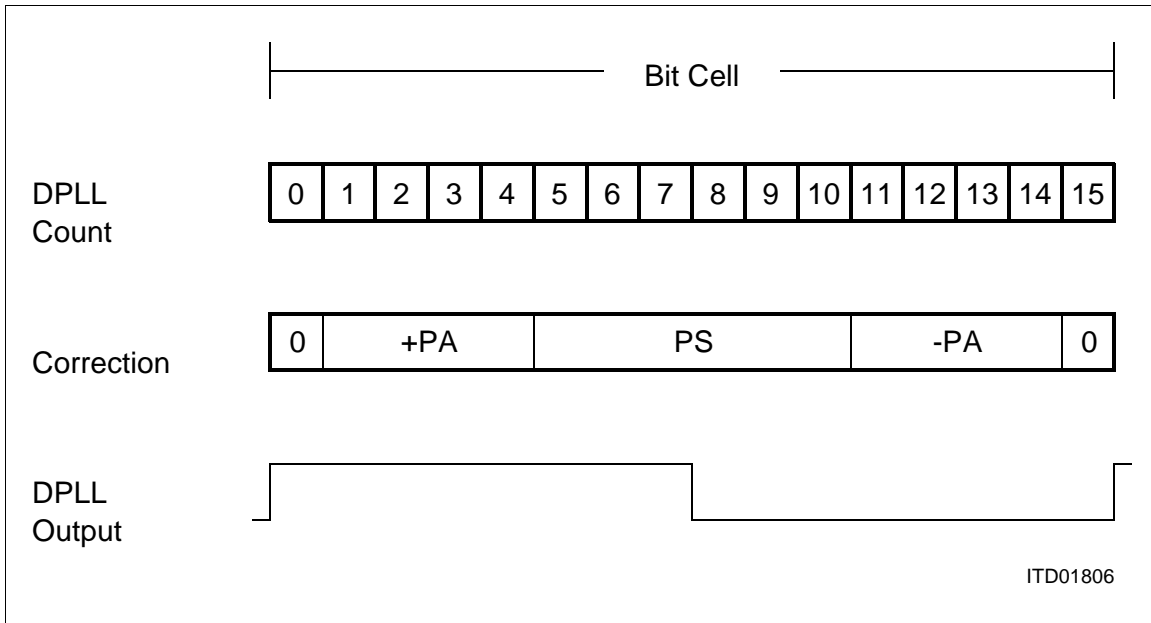 Bit Cell
DPLL
Count
0 1 2 3 4 5 6 7 8 9 10 11 12 13 14 15
Correction
0 +PA PS -PA 0
DPLL
Output
ITD01806